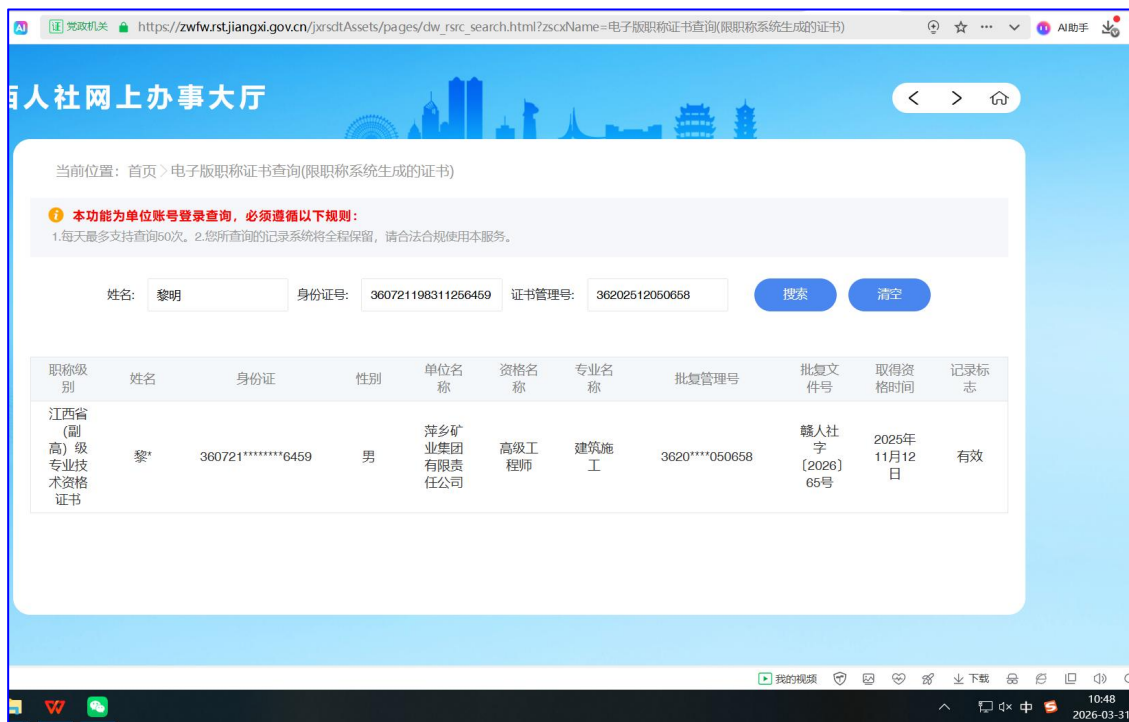 AI 证 党政机关 https://zwfw.rst.jiangxi.gov.cn/jxrsdtAssets/pages/dw_rsrc_search.html?zscxName=电子版职称证书查询(限职称系统生成的证书) AI助手
人社网上办事大厅
当前位置：首页>电子版职称证书查询(限职称系统生成的证书)
本功能为单位账号登录查询，必须遵循以下规则：
1.每天最多支持查询50次。2.您所查询的记录系统将全程保留，请合法合规使用本服务。
姓名: 黎明 身份证号: 360721198311256459 证书管理号: 36202512050658 搜索 清空
职称级别 姓名 身份证 性别 单位名称 资格名称 专业名称 批复管理号 批复文件号 取得资格时间 记录标志
江西省(副高）级专业技术资格证书 黎* 360721********6459 男 萍乡矿业集团有限责任公司 高级工程师 建筑施工 3620****050658 赣人社字〔2026〕65号 2025年11月12日 有效
我的视频 下载
中 10:48
2026-03-31